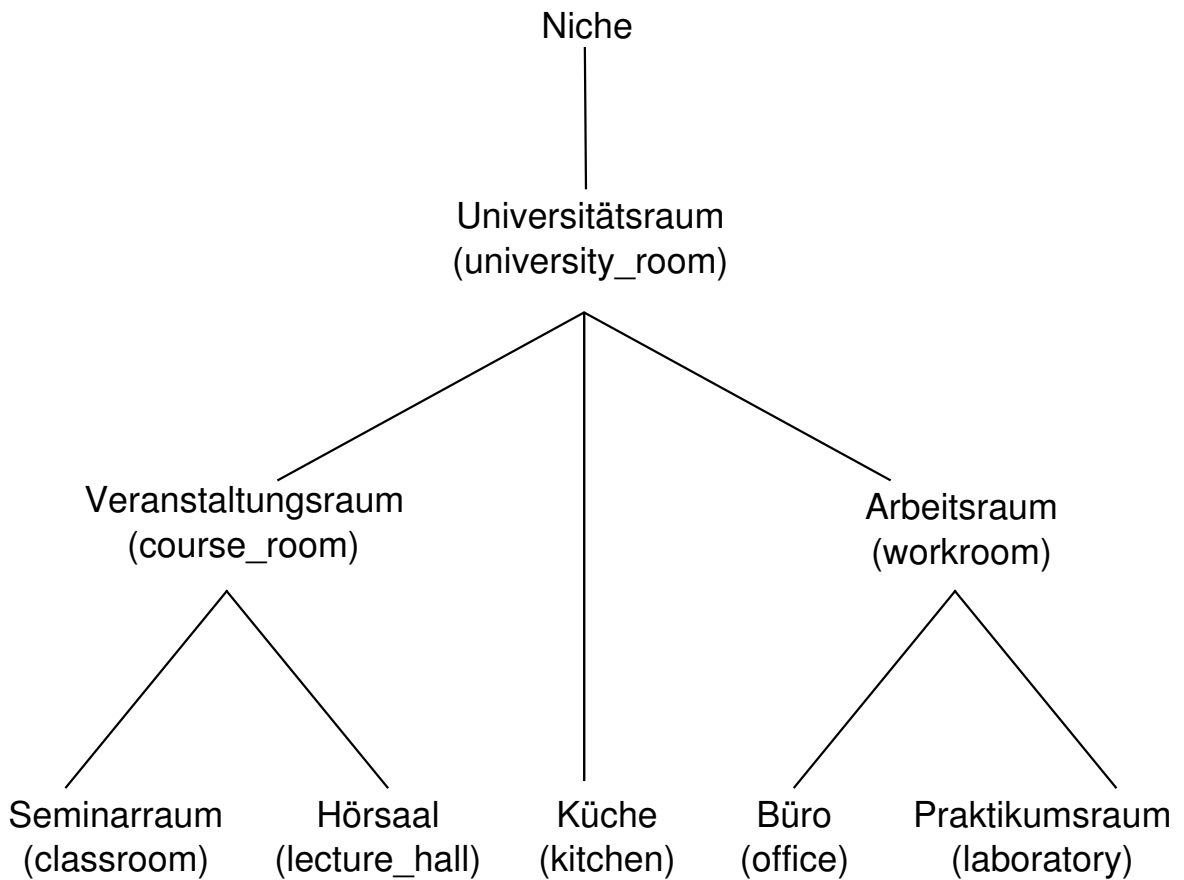 Niche
Universitätsraum
(university_room)
Veranstaltungsraum
(course_room)
Arbeitsraum
(workroom)
Seminarraum
(classroom)
Hörsaal
(lecture_hall)
Küche
(kitchen)
Büro
(office)
Praktikumsraum
(laboratory)